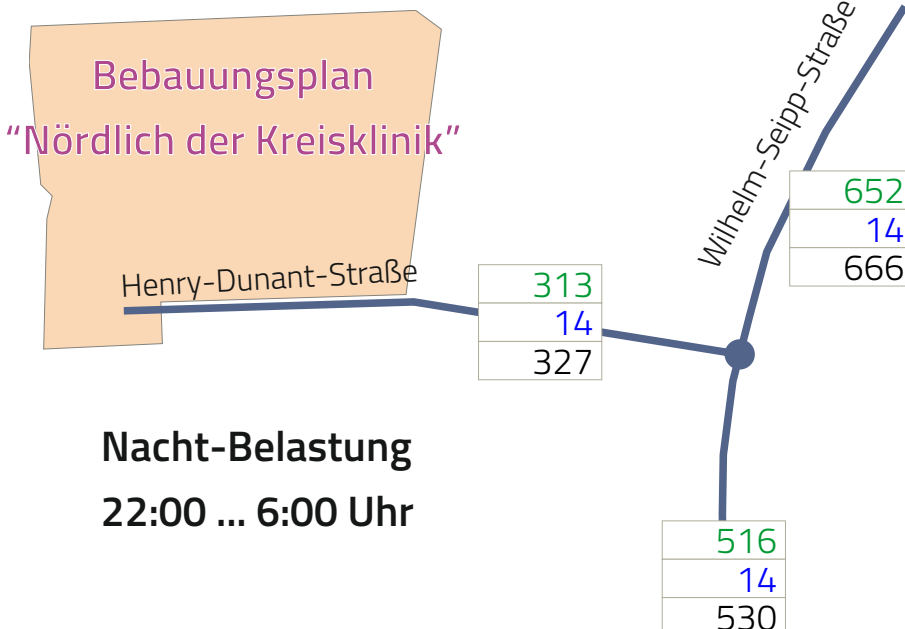 Bebauungsplan
“Nördlich der Kreisklinik”
Wilhelm-Seipp-Straße
652
14
666
Henry-Dunant-Straße
313
14
327
Nacht-Belastung
22:00 ... 6:00 Uhr
516
14
530